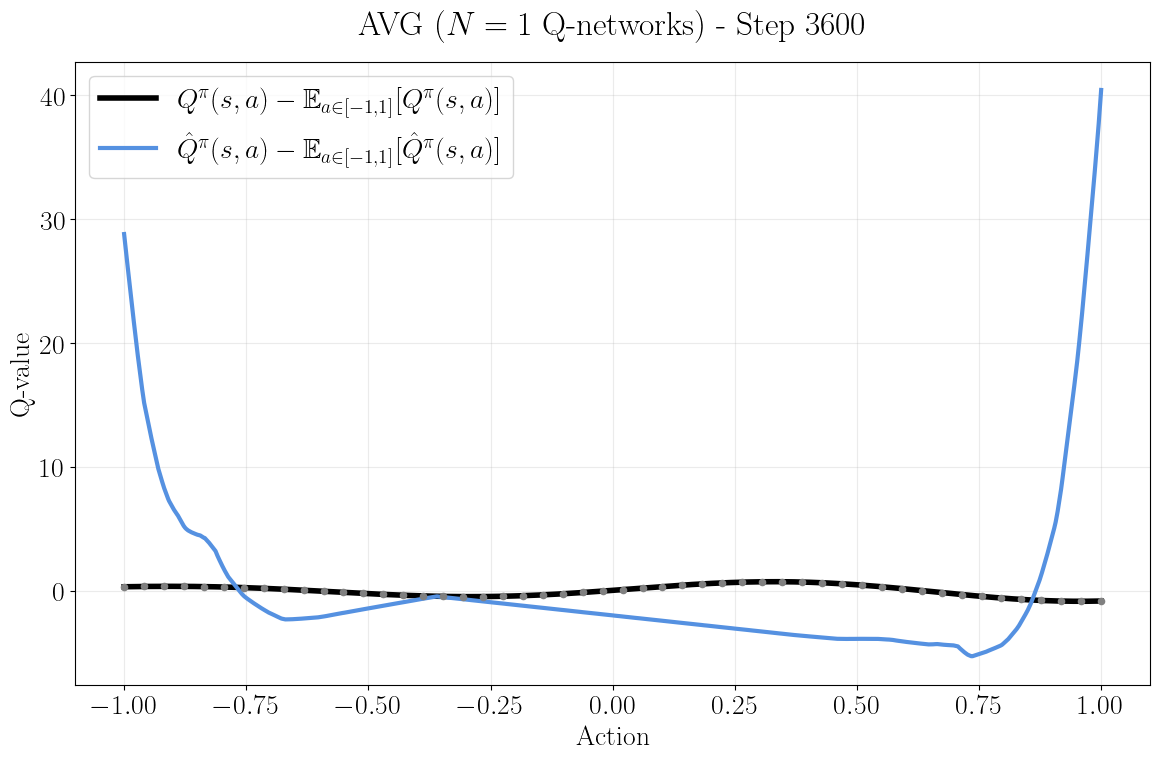 AVG (N = 1 Q-networks) - Step 3600
Q^π(s, a) − 𝔼_{a∈[−1,1]}[Q^π(s, a)]
Q̂^π(s, a) − 𝔼_{a∈[−1,1]}[Q̂^π(s, a)]
40
30
20
10
0
Q-value
−1.00 −0.75 −0.50 −0.25 0.00 0.25 0.50 0.75 1.00
Action